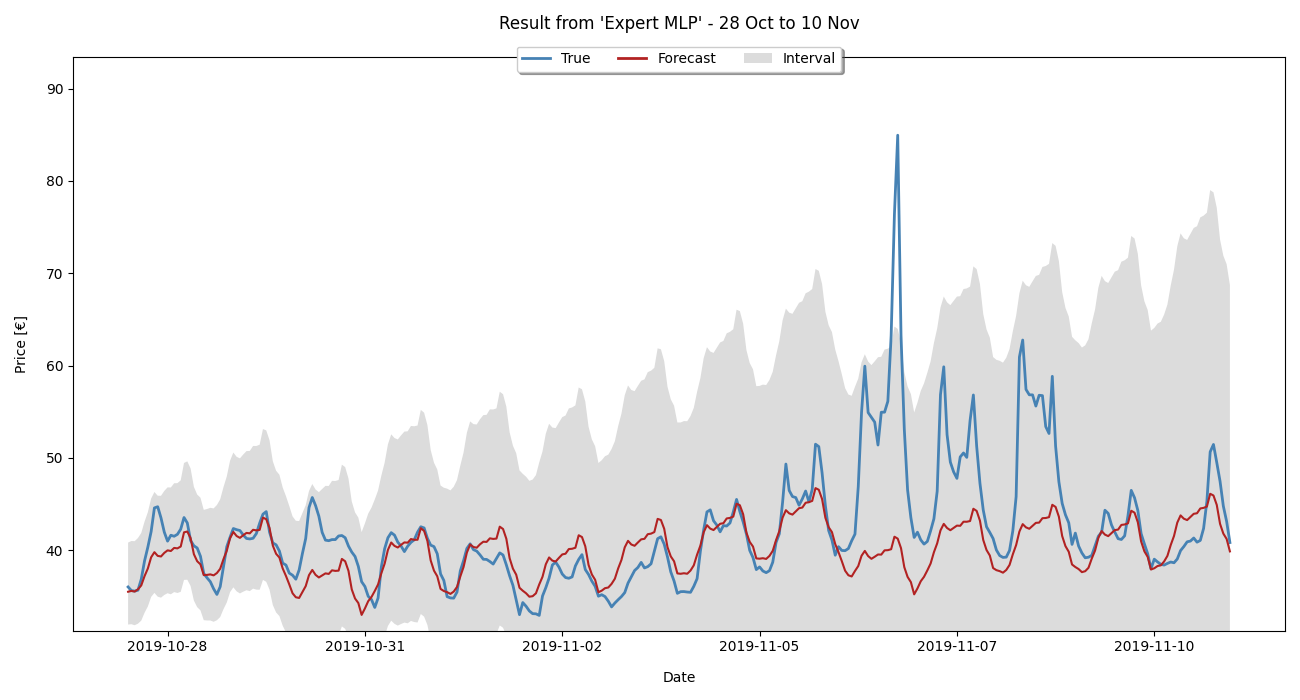 Result from 'Expert MLP' - 28 Oct to 10 Nov
True Forecast Interval
90
80
70
60
50
40
Price [€]
2019-10-28 2019-10-31 2019-11-02 2019-11-05 2019-11-07 2019-11-10
Date